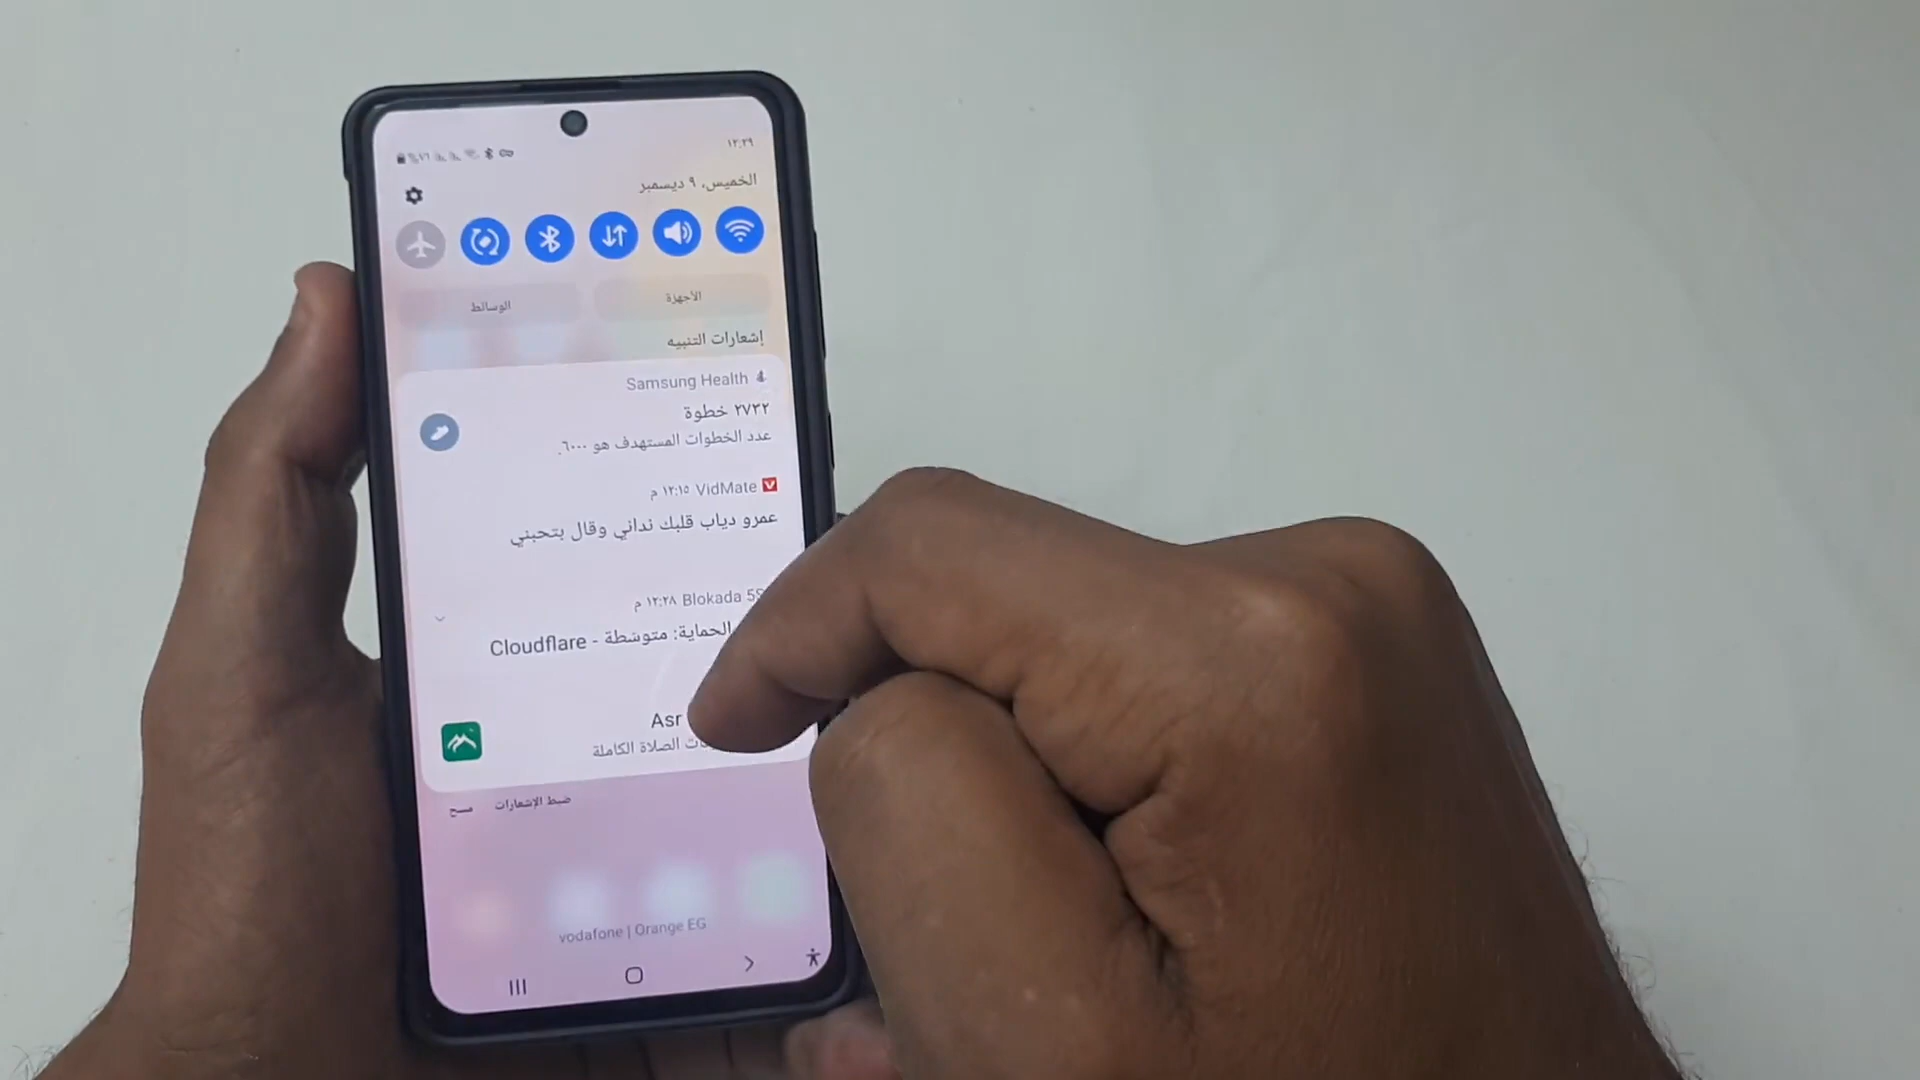 ١٢:٢٩
٪٧٦
الخميس، ٩ ديسمبر
الأجهزة
الوسائط
إشعارات التنبيه
Samsung Health
٢٧٣٢ خطوة
عدد الخطوات المستهدف هو ٦٠٠٠.
VidMate ١٢:١٥ م
عمرو دياب قلبك نداني وقال بتحبني
Blokada 5 ١٢:٢٨ م
الحماية: متوسطة - Cloudflare
Asr
الصلاة الكاملة
ضبط الإشعارات
مسح
vodafone | Orange EG